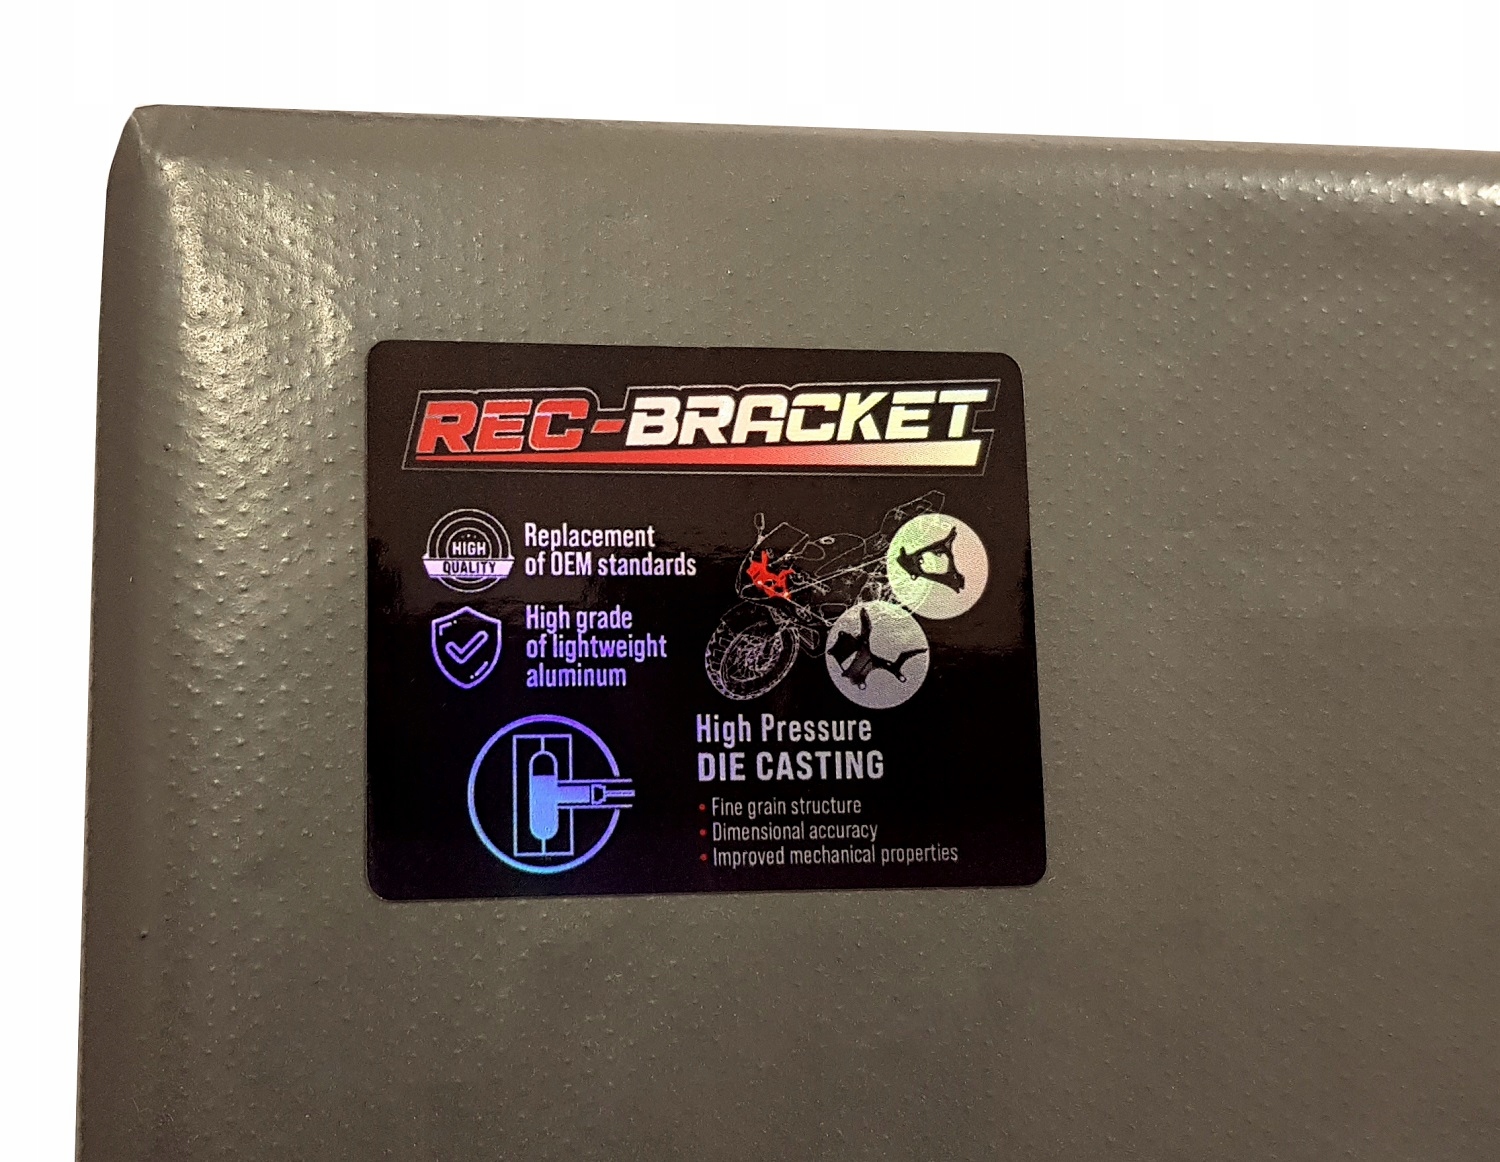 REC-BRACKET
HIGH
QUALITY
Replacement
of OEM standards
High grade
of lightweight
aluminum
High Pressure
DIE CASTING
• Fine grain structure
• Dimensional accuracy
• Improved mechanical properties